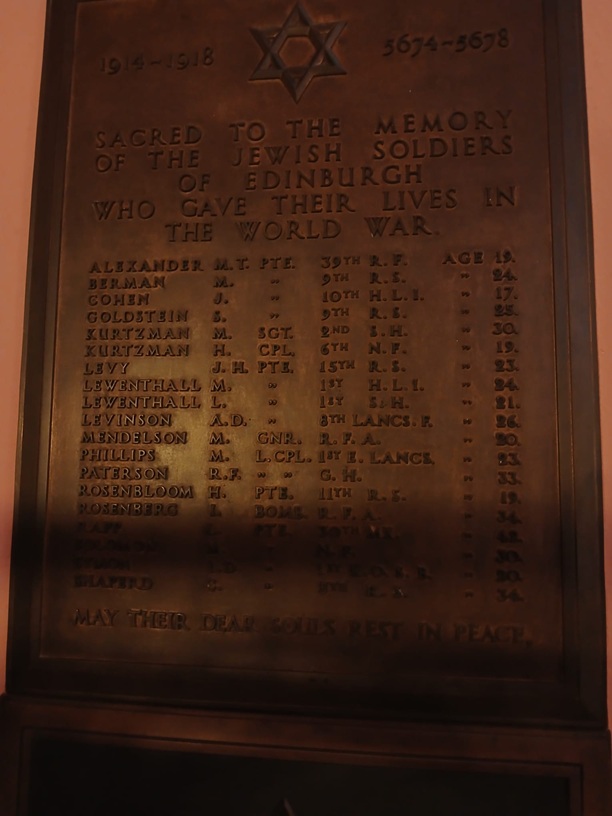 1914-1918 5674-5678
SACRED TO THE MEMORY
OF THE JEWISH SOLDIERS
OF EDINBURGH
WHO GAVE THEIR LIVES IN
THE WORLD WAR.
ALEXANDER M.T. PTE. 39TH R.F. AGE 19.
BERMAN M. " 9TH R.S. " 24.
COHEN J. " 10TH H.L.I. " 17.
GOLDSTEIN S. " 9TH R.S. " 25.
KURTZMAN M. SGT. 2ND S.H. " 30.
KURTZMAN H. CPL. 6TH N.F. " 19.
LEVY J.H. PTE. 15TH R.S. " 23.
LEWENTHALL M. " 1ST H.L.I. " 24.
LEWENTHALL L. " 1ST S.H. " 21.
LEVINSON A.D. " 8TH LANCS.F. " 26.
MENDELSON M. GNR. R.F.A. " 20.
PHILLIPS M. L.CPL. 1ST E. LANCS. " 23.
PATERSON R.F. " " G.H. " 33.
ROSENBLOOM H. PTE. 11TH R.S. " 19.
ROSENBERG BOMB. R.F.A. " 34.
PTE. "
SOLOMON " N.F. " 30.
" "
SHAPERO S. " " 34.
MAY THEIR DEAR SOULS REST IN PEACE.